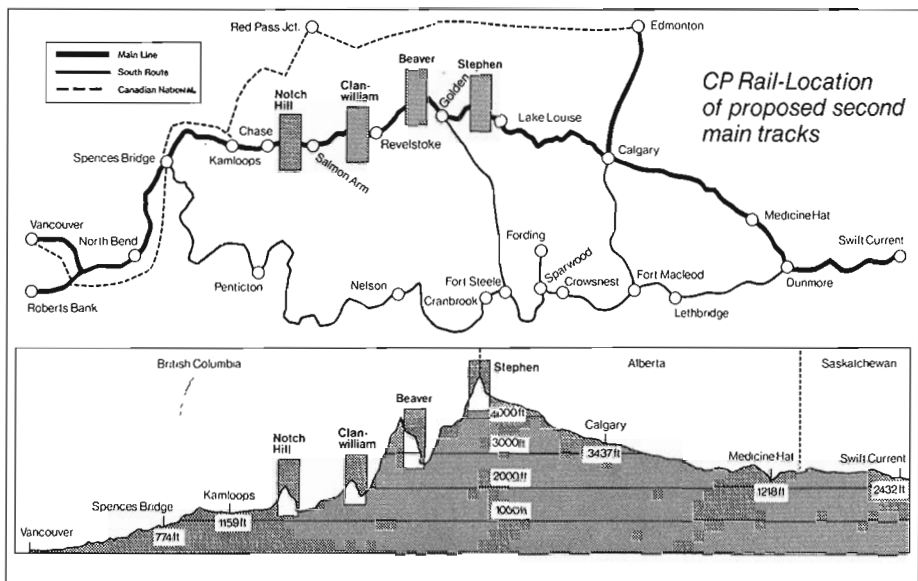 Red Pass Jct.
Edmonton
Main Line
South Route
Canadian National
CP Rail-Location
of proposed second
main tracks
Beaver
Stephen
Clan-
william
Notch
Hill
Golden
Lake Louise
Chase
Revelstoke
Kamloops
Salmon Arm
Spences Bridge
Calgary
Vancouver
North Bend
Medicine Hat
Swift Current
Fording
Sparwood
Penticton
Nelson
Fort Steele
Cranbrook
Crowsnest
Fort Macleod
Dunmore
Roberts Bank
Lethbridge
British Columbia
Stephen
Alberta
Saskatchewan
Beaver
Notch
Hill
Clan-
william
4000ft
Calgary
3000ft
3437ft
Medicine Hat
Swift Current
Kamloops
2000ft
1218ft
2432ft
Spences Bridge
1159ft
1000ft
Vancouver
774ft